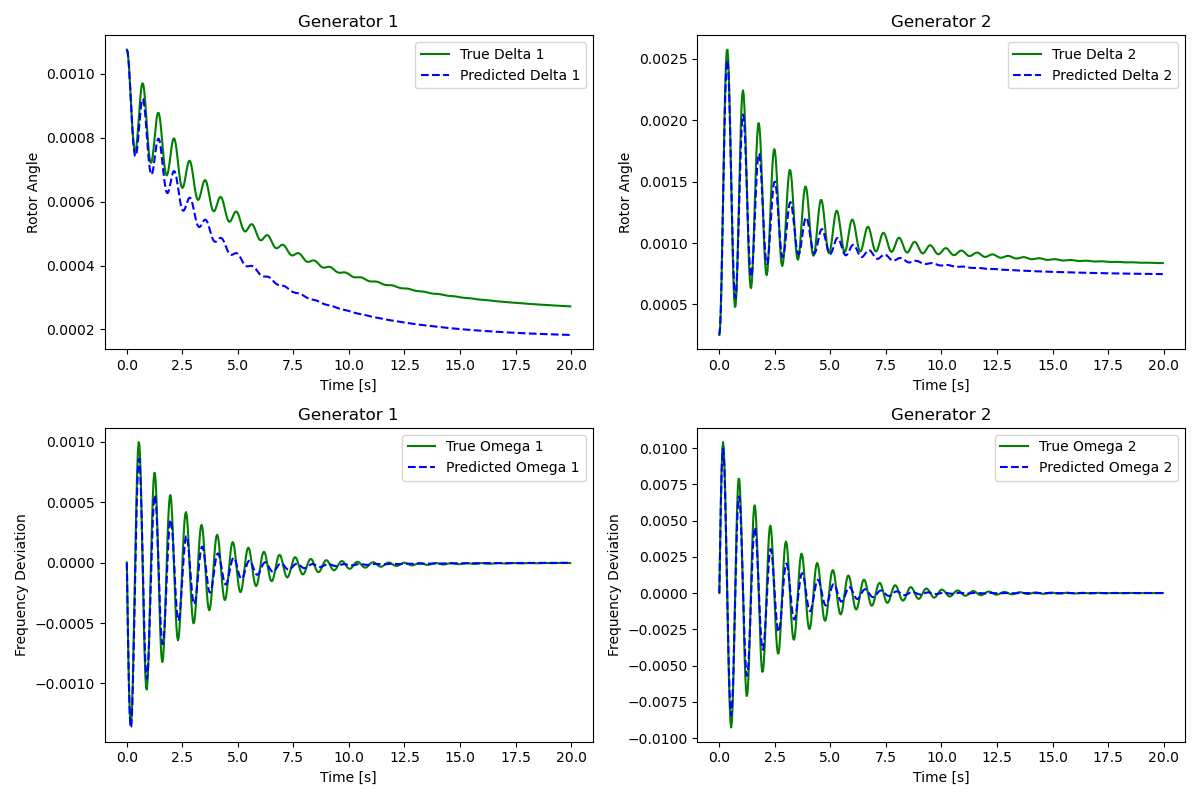 Generator 1
True Delta 1
Predicted Delta 1
0.0010
0.0008
0.0006
0.0004
0.0002
Rotor Angle
0.0 2.5 5.0 7.5 10.0 12.5 15.0 17.5 20.0
Time [s]
Generator 2
True Delta 2
Predicted Delta 2
0.0025
0.0020
0.0015
0.0010
0.0005
Rotor Angle
0.0 2.5 5.0 7.5 10.0 12.5 15.0 17.5 20.0
Time [s]
Generator 1
True Omega 1
Predicted Omega 1
0.0010
0.0005
0.0000
−0.0005
−0.0010
Frequency Deviation
0.0 2.5 5.0 7.5 10.0 12.5 15.0 17.5 20.0
Time [s]
Generator 2
True Omega 2
Predicted Omega 2
0.0100
0.0075
0.0050
0.0025
0.0000
−0.0025
−0.0050
−0.0075
−0.0100
Frequency Deviation
0.0 2.5 5.0 7.5 10.0 12.5 15.0 17.5 20.0
Time [s]